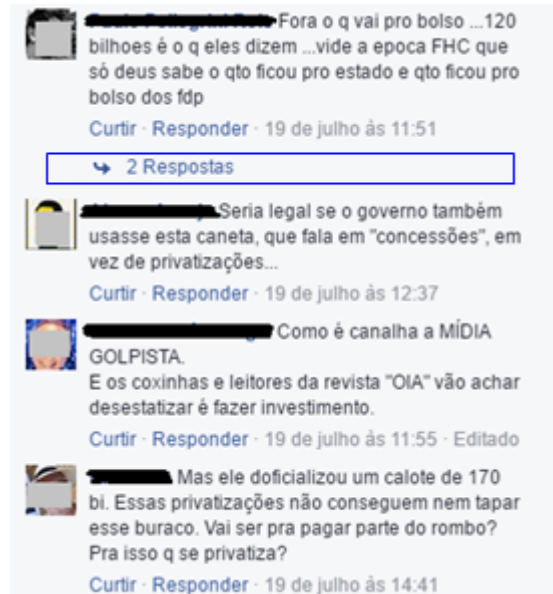 Fora o q vai pro bolso ...120
bilhoes é o q eles dizem ...vide a epoca FHC que
só deus sabe o qto ficou pro estado e qto ficou pro
bolso dos fdp
Curtir · Responder · 19 de julho às 11:51
2 Respostas
Seria legal se o governo também
usasse esta caneta, que fala em "concessões", em
vez de privatizações...
Curtir · Responder · 19 de julho às 12:37
Como é canalha a MÍDIA
GOLPISTA.
E os coxinhas e leitores da revista "OIA" vão achar
desestatizar é fazer investimento.
Curtir · Responder · 19 de julho às 11:55 · Editado
Mas ele doficializou um calote de 170
bi. Essas privatizações não conseguem nem tapar
esse buraco. Vai ser pra pagar parte do rombo?
Pra isso q se privatiza?
Curtir · Responder · 19 de julho às 14:41